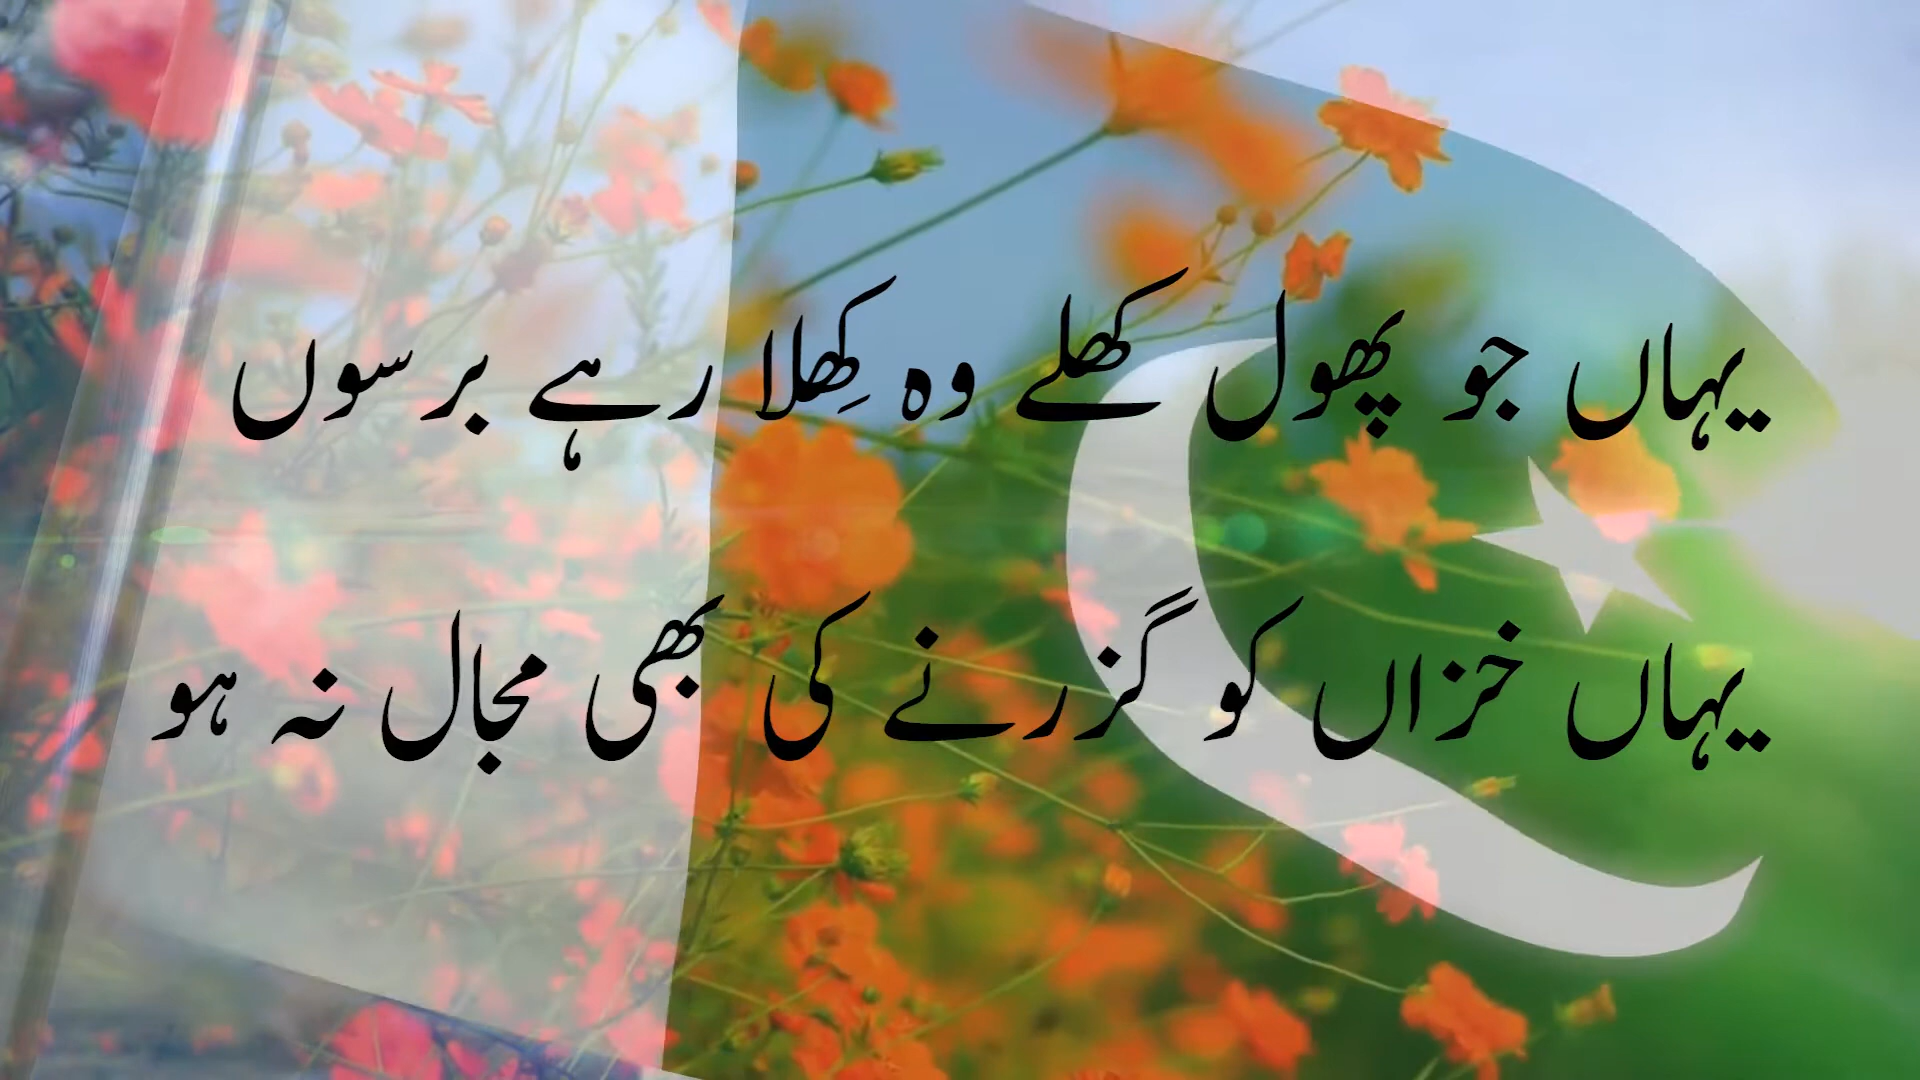 یہاں جو پھول کھلے وہ کِھلا رہے برسوں
یہاں خزاں کو گزرنے کی بھی مجال نہ ہو